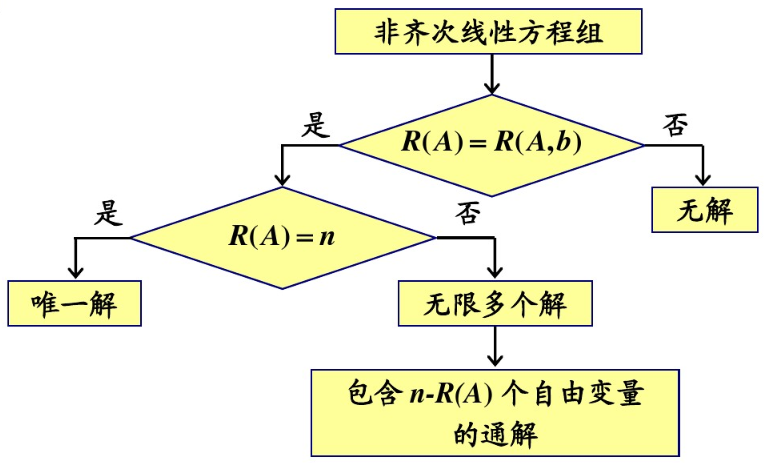 非齐次线性方程组
是
R(A) = R(A,b)
否
无解
是
R(A) = n
否
唯一解
无限多个解
包含 n-R(A) 个自由变量
的通解